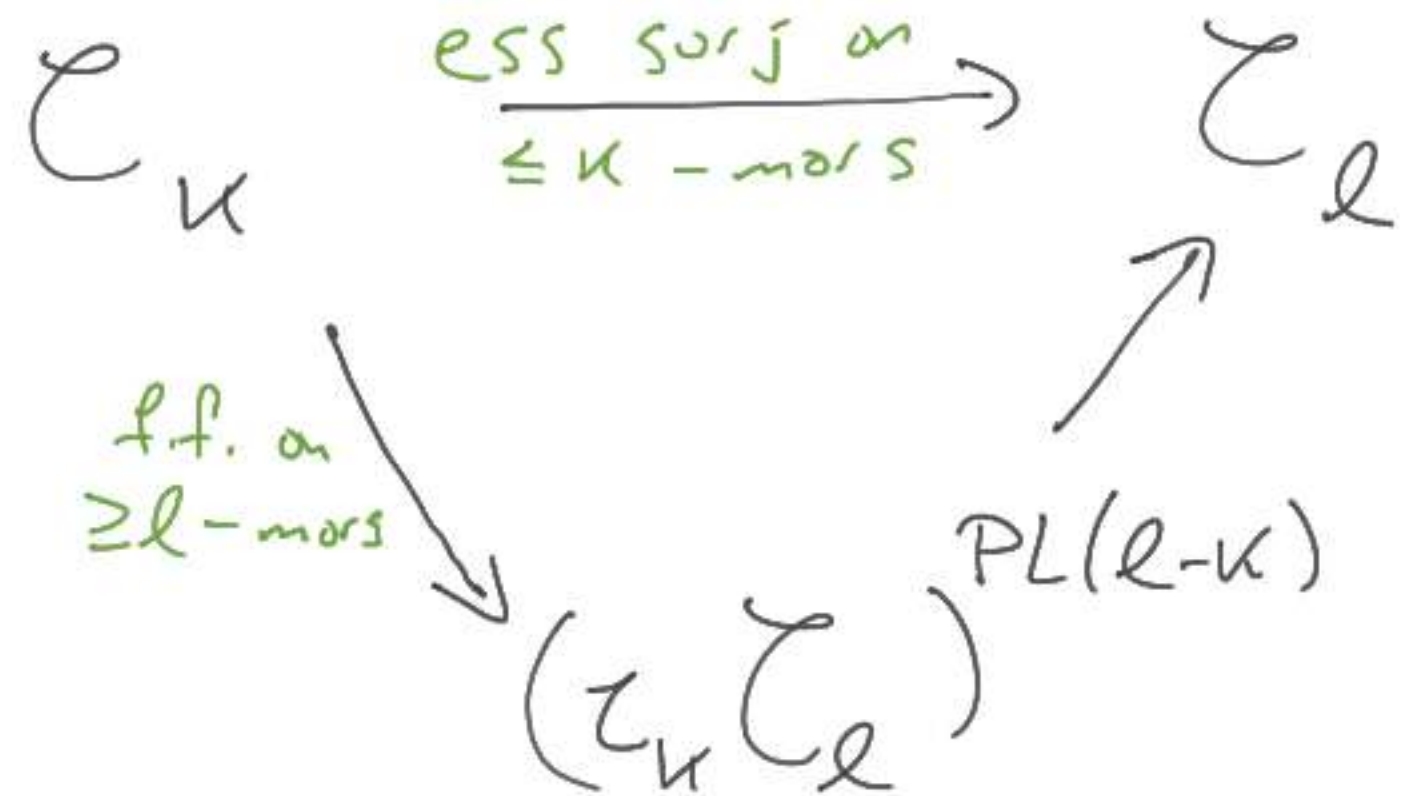 𝒞_k ess surj on 𝒞_l
≤ k - mors
f.f. on
≥ l - mors
(τ_k 𝒞_l)^{PL(l-k)}